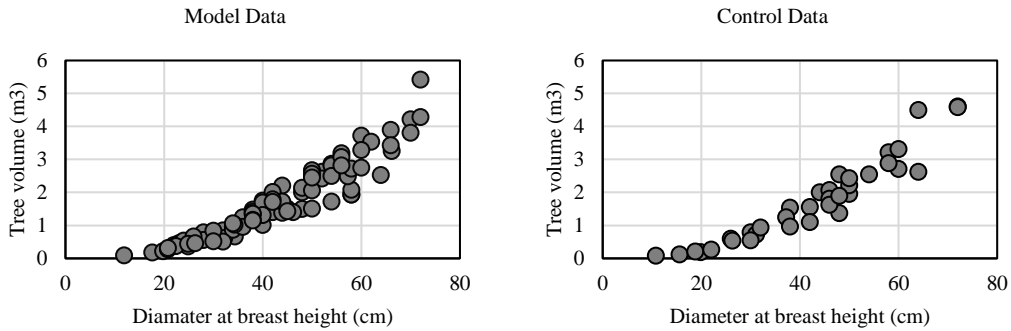 Model Data
Tree volume (m3)
6
5
4
3
2
1
0
0 20 40 60 80
Diamater at breast height (cm)
Control Data
Tree volume (m3)
6
5
4
3
2
1
0
0 20 40 60 80
Diameter at breast height (cm)